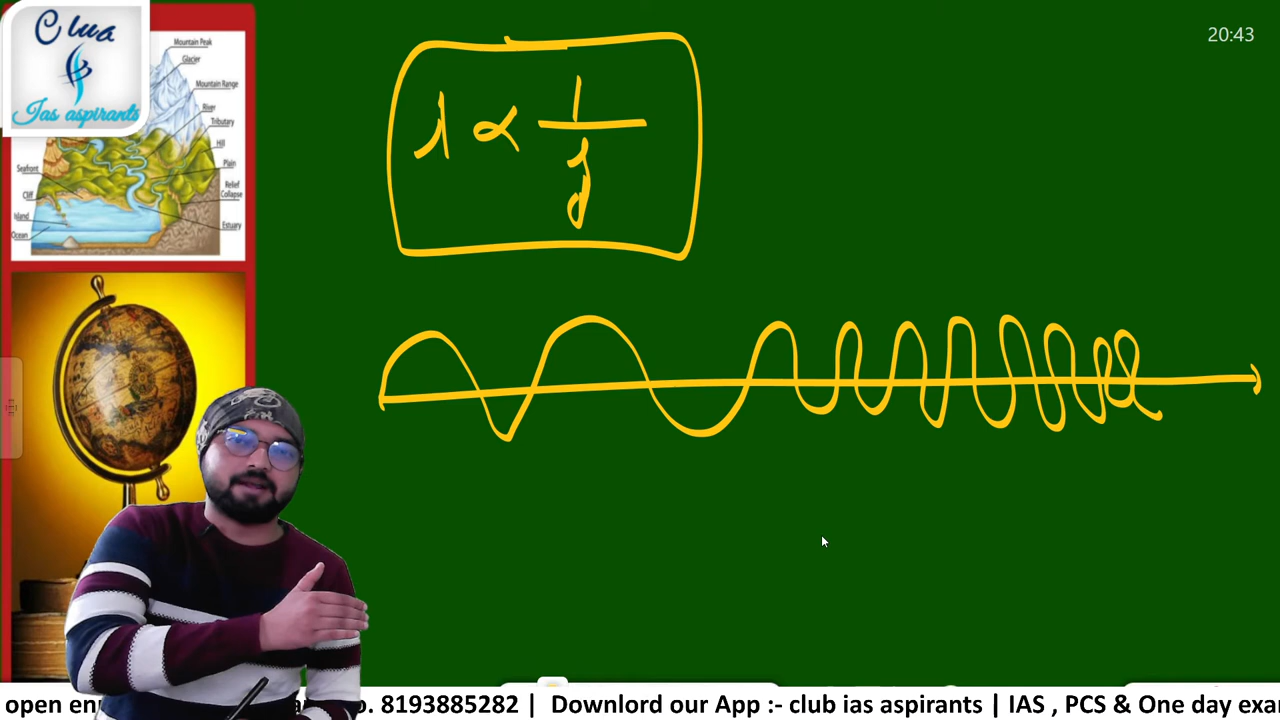 Clua
Ias aspirants
20:43
Mountain Peak
Glacier
Mountain Range
River
Tributary
Hill
Seafront
Plain
Cliff
Relief
Collapse
Island
Estuary
Ocean
λ ∝ 1/f
open en o. 8193885282 | Downlord our App :- club ias aspirants | IAS , PCS & One day exa